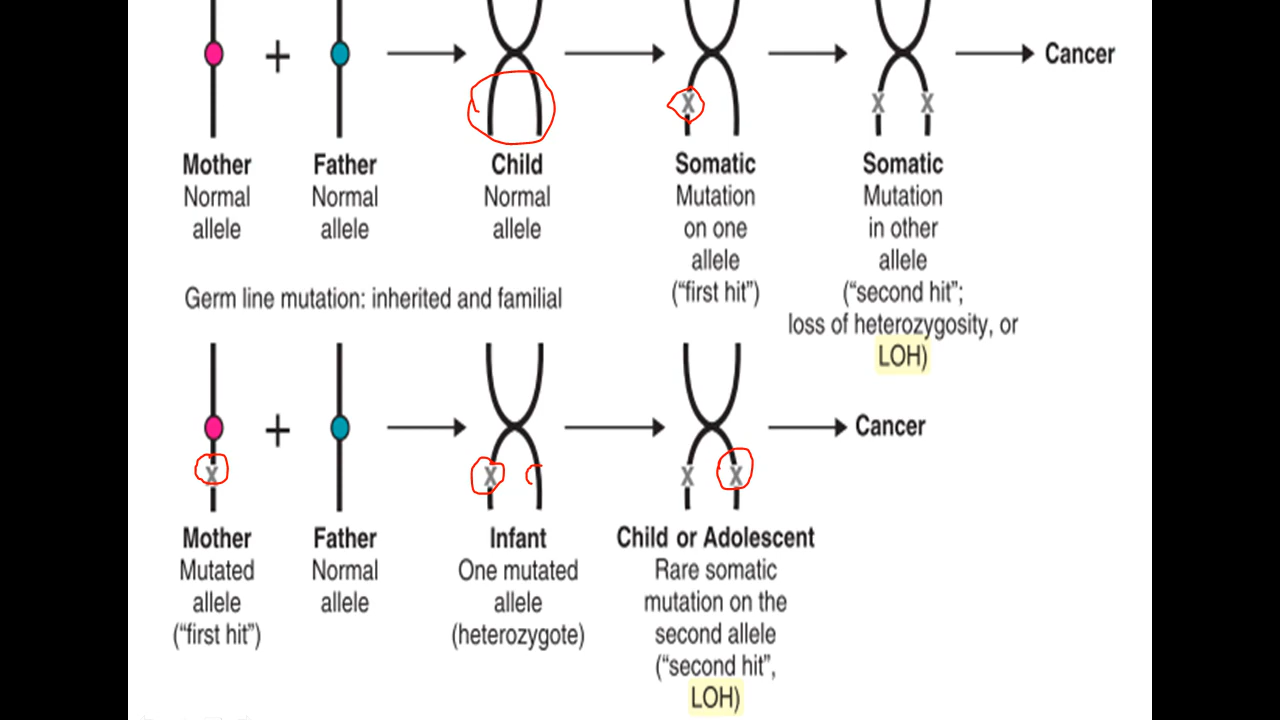 Cancer
Mother
Normal
allele
Father
Normal
allele
Child
Normal
allele
Somatic
Mutation
on one
allele
(“first hit”)
Somatic
Mutation
in other
allele
(“second hit”;
loss of heterozygosity, or
LOH)
Germ line mutation: inherited and familial
X
X
X
Cancer
X
X
X
X
Mother
Mutated
allele
(“first hit”)
Father
Normal
allele
Infant
One mutated
allele
(heterozygote)
Child or Adolescent
Rare somatic
mutation on the
second allele
(“second hit”,
LOH)